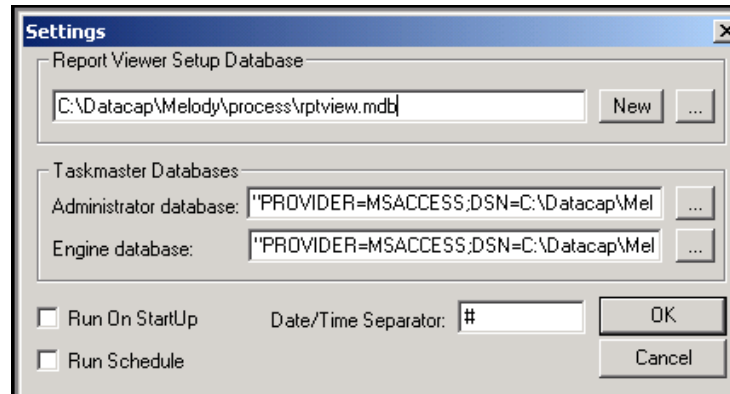 Settings
Report Viewer Setup Database
C:\Datacap\Melody\process\rptview.mdb New ...
Taskmaster Databases
Administrator database: "PROVIDER=MSACCESS;DSN=C:\Datacap\Mel ...
Engine database: "PROVIDER=MSACCESS;DSN=C:\Datacap\Mel ...
Run On StartUp Date/Time Separator: # OK
Run Schedule Cancel